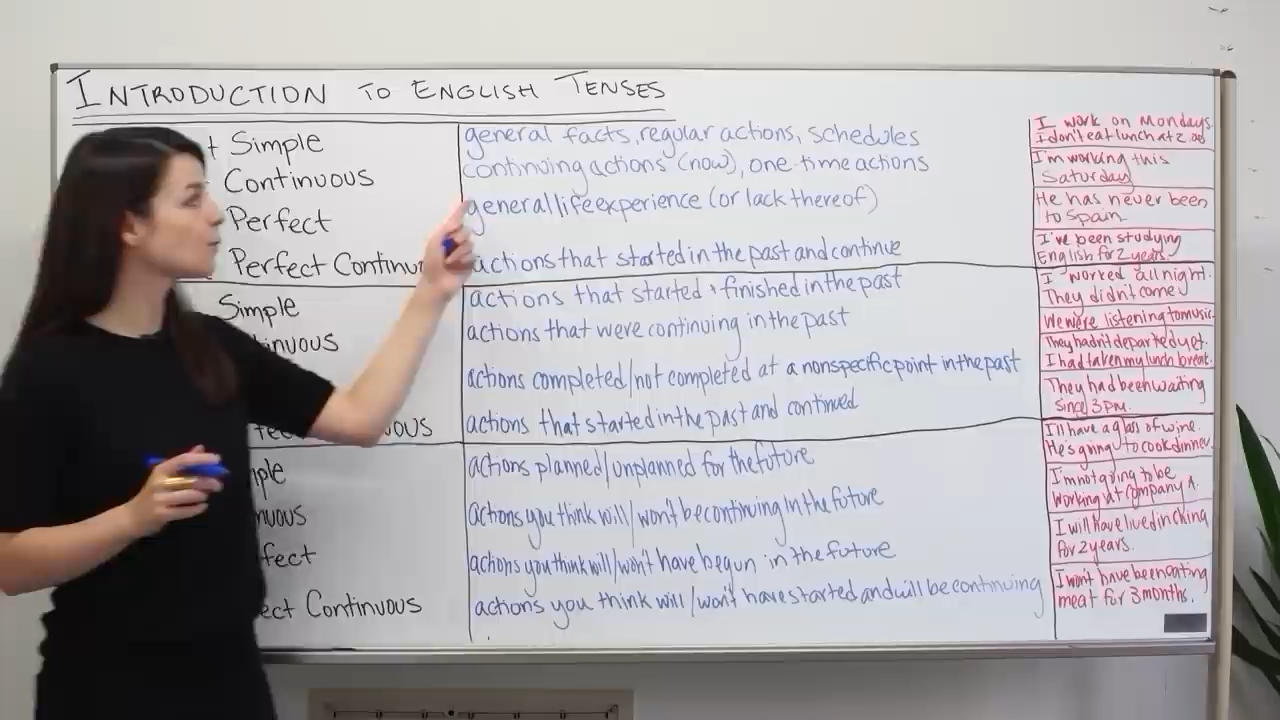 INTRODUCTION TO ENGLISH TENSES
t Simple
general facts, regular actions, schedules
I work on Mondays.
I don't eat lunch at 2
Continuous
continuing actions (now), one-time actions
I'm working this
Saturday
Perfect
general life experience (or lack thereof)
He has never been
to Spain
Perfect Continu
actions that started in the past and continue
I've been studying
English for 2 years
Simple
actions that started + finished in the past
I worked all night.
They didn't come.
tinuous
actions that were continuing in the past
We were listening to music.
actions completed/not completed at a nonspecific point in the past
They hadn't departed yet.
I had taken my lunch break.
fect uous
actions that started in the past and continued
They had been waiting
since 3 PM.
ple
actions planned/unplanned for the future
I'll have a glass of wine.
He's going to cook dinner.
nuous
actions you think will/won't be continuing in the future
I'm not going to be
working at Company A.
fect
actions you think will/won't have begun in the future
I will have lived in China
for 2 years.
ect Continuous
actions you think will/won't have started and will be continuing
I won't have been eating
meat for 3 months.